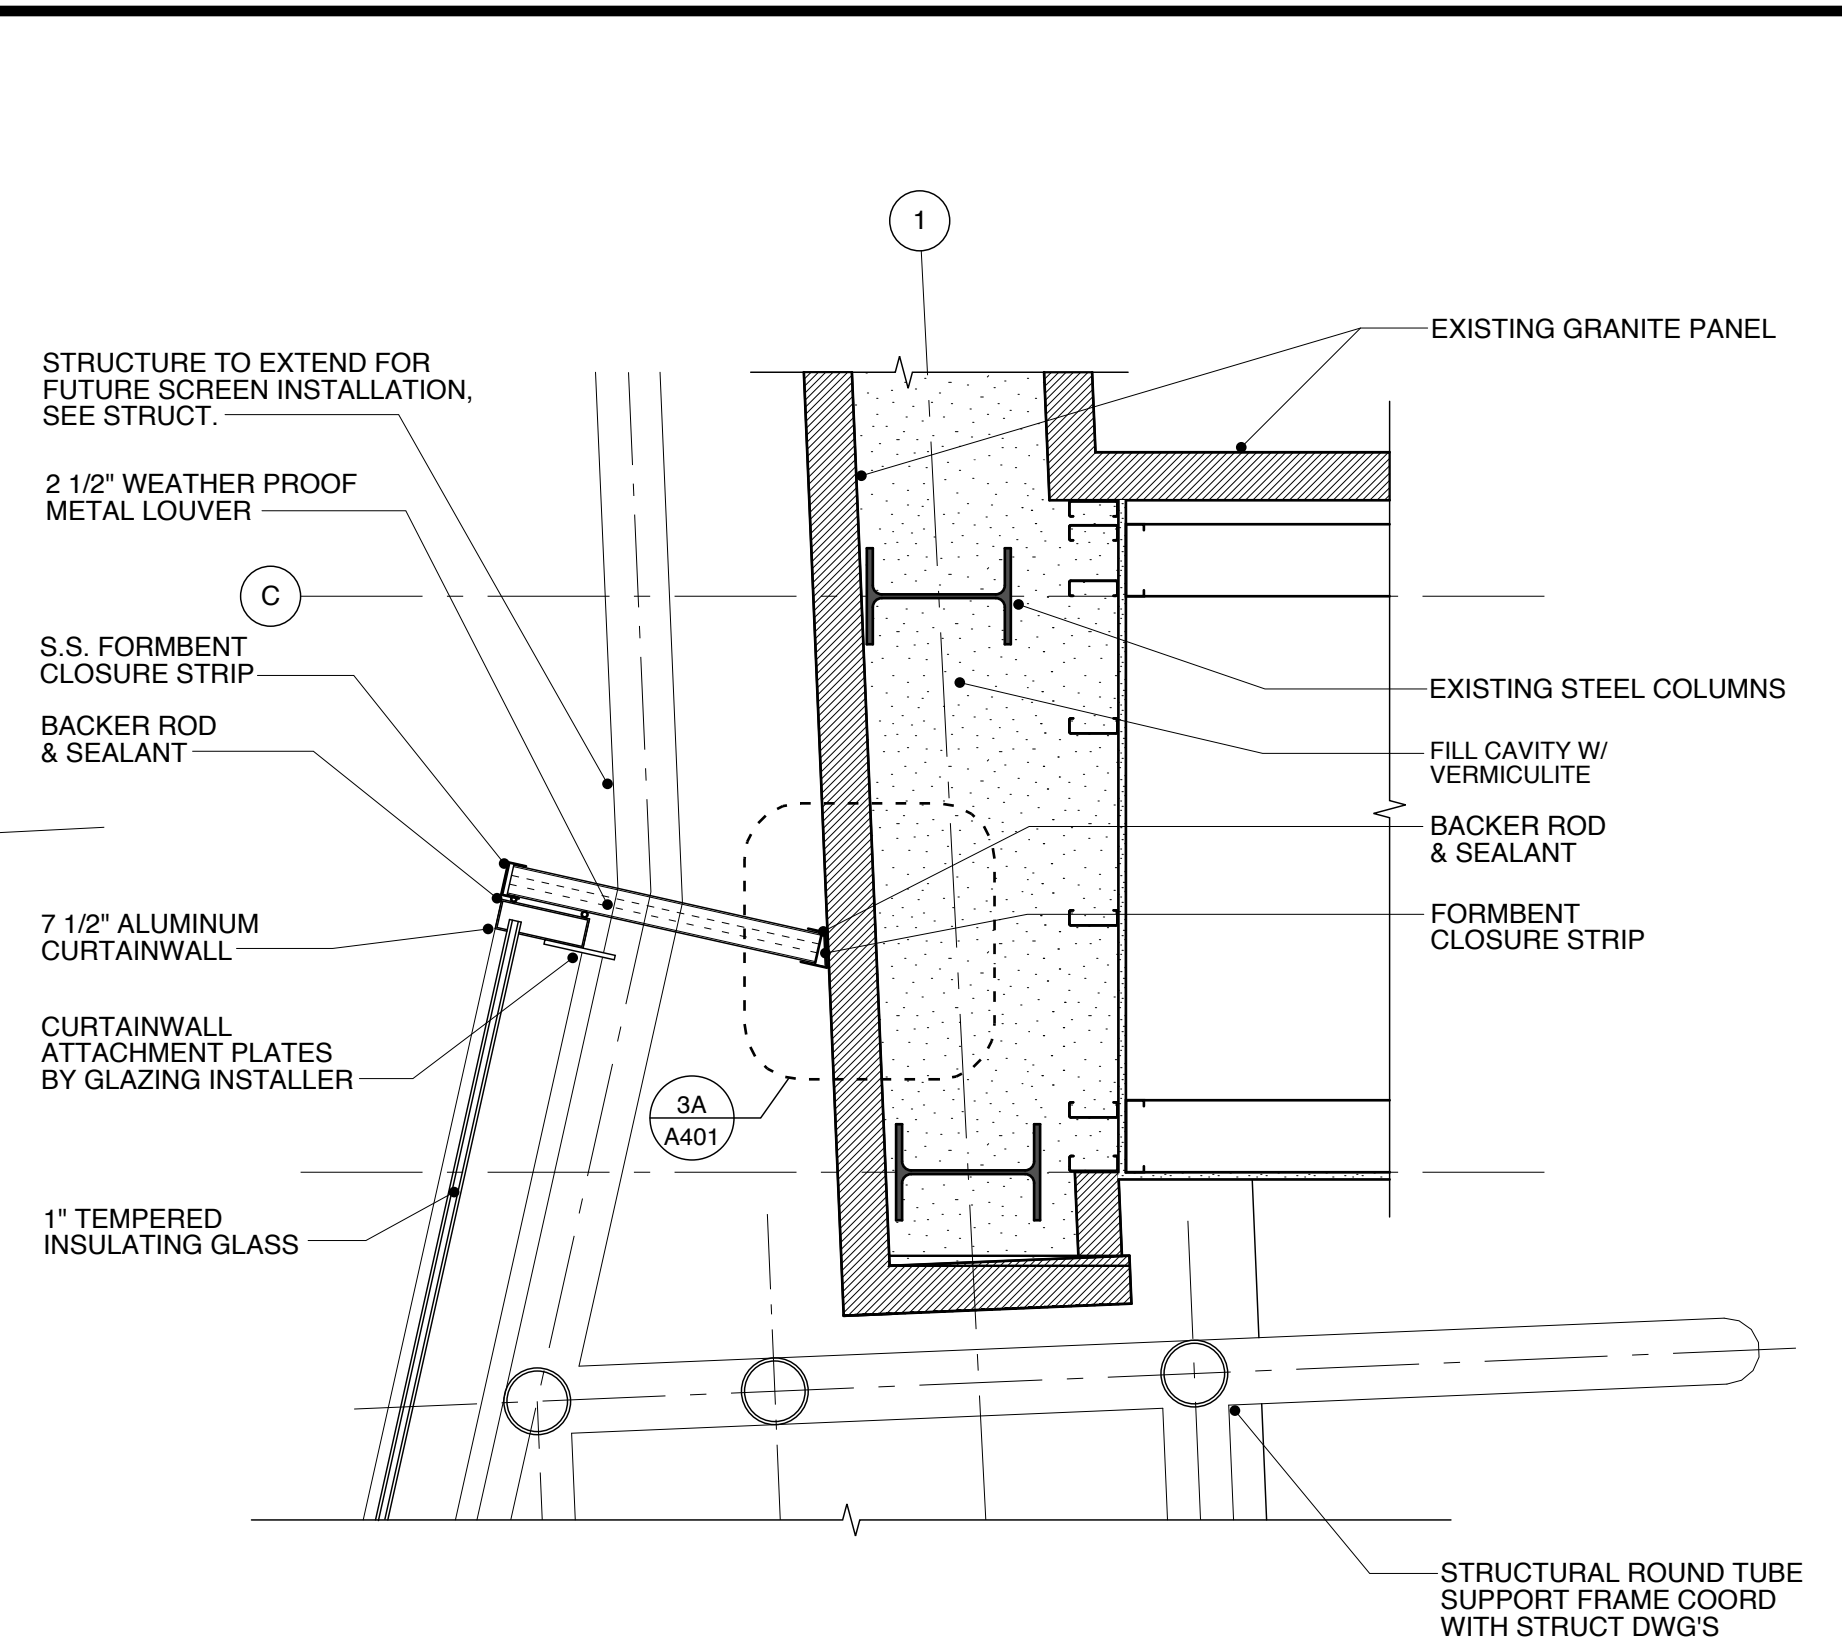 1
STRUCTURE TO EXTEND FOR
FUTURE SCREEN INSTALLATION,
SEE STRUCT.
2 1/2" WEATHER PROOF
METAL LOUVER
C
S.S. FORMBENT
CLOSURE STRIP
BACKER ROD
& SEALANT
7 1/2" ALUMINUM
CURTAINWALL
CURTAINWALL
ATTACHMENT PLATES
BY GLAZING INSTALLER
1" TEMPERED
INSULATING GLASS
3A
A401
EXISTING GRANITE PANEL
EXISTING STEEL COLUMNS
FILL CAVITY W/
VERMICULITE
BACKER ROD
& SEALANT
FORMBENT
CLOSURE STRIP
STRUCTURAL ROUND TUBE
SUPPORT FRAME COORD
WITH STRUCT DWG'S